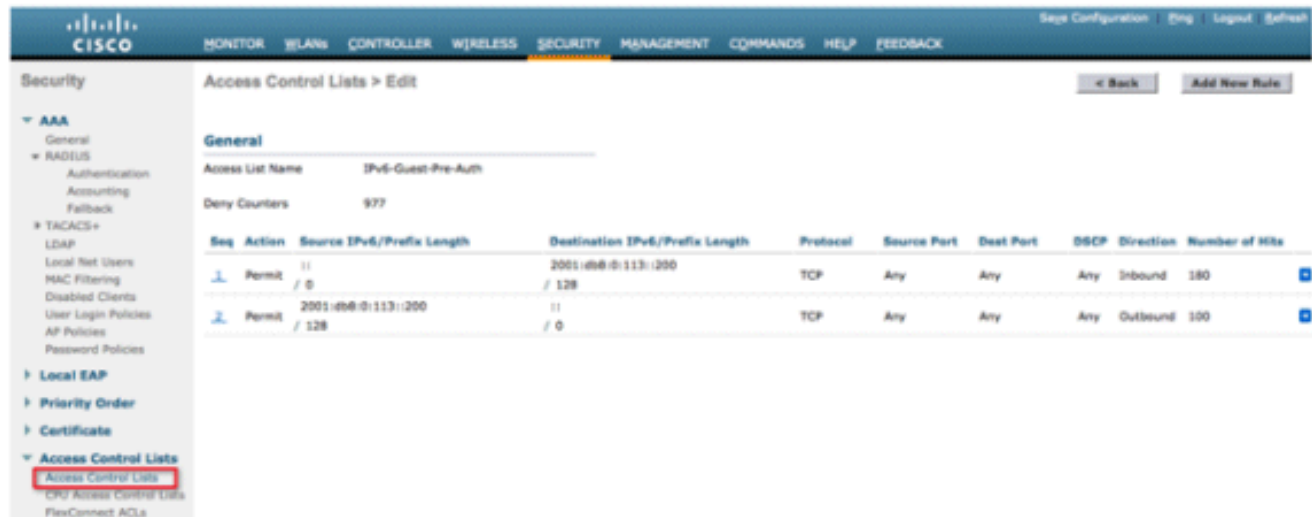 Save Configuration | Ping | Logout | Refresh
CISCO
MONITOR WLANs CONTROLLER WIRELESS SECURITY MANAGEMENT COMMANDS HELP FEEDBACK
Security
Access Control Lists > Edit
< Back
Add New Rule
AAA
General
RADIUS
Authentication
Accounting
Fallback
TACACS+
LDAP
Local Net Users
MAC Filtering
Disabled Clients
User Login Policies
AP Policies
Password Policies
Local EAP
Priority Order
Certificate
Access Control Lists
Access Control Lists
CPU Access Control Lists
FlexConnect ACLs
General
Access List Name IPv6-Guest-Pre-Auth
Deny Counters 977
Seq Action Source IPv6/Prefix Length Destination IPv6/Prefix Length Protocol Source Port Dest Port DSCP Direction Number of Hits
1 Permit :: / 0 2001:db8:0:113::200 / 128 TCP Any Any Any Inbound 180
2 Permit 2001:db8:0:113::200 / 128 :: / 0 TCP Any Any Any Outbound 100